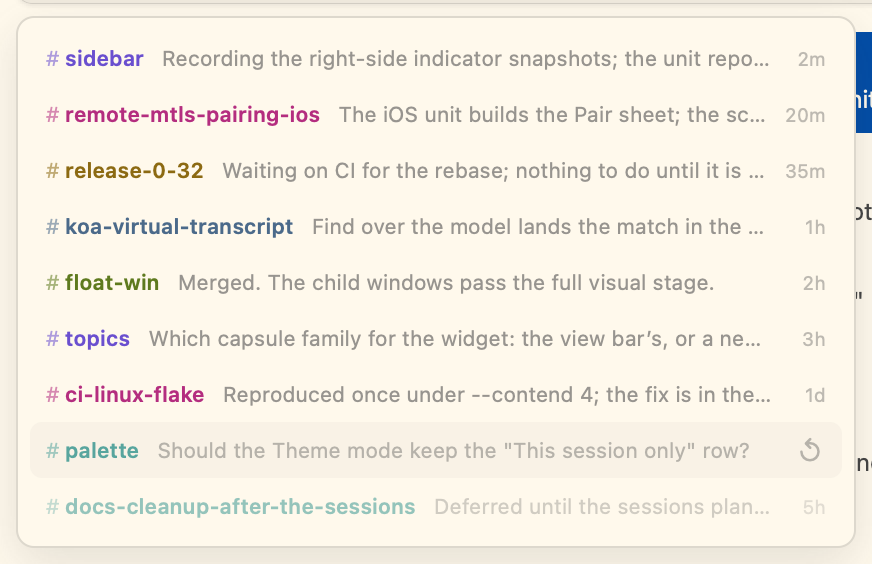 # sidebar Recording the right-side indicator snapshots; the unit repo... 2m
# remote-mtls-pairing-ios The iOS unit builds the Pair sheet; the sc... 20m
# release-0-32 Waiting on CI for the rebase; nothing to do until it is ... 35m
# koa-virtual-transcript Find over the model lands the match in the ... 1h
# float-win Merged. The child windows pass the full visual stage. 2h
# topics Which capsule family for the widget: the view bar’s, or a ne... 3h
# ci-linux-flake Reproduced once under --contend 4; the fix is in the... 1d
# palette Should the Theme mode keep the "This session only" row?
# docs-cleanup-after-the-sessions Deferred until the sessions plan... 5h